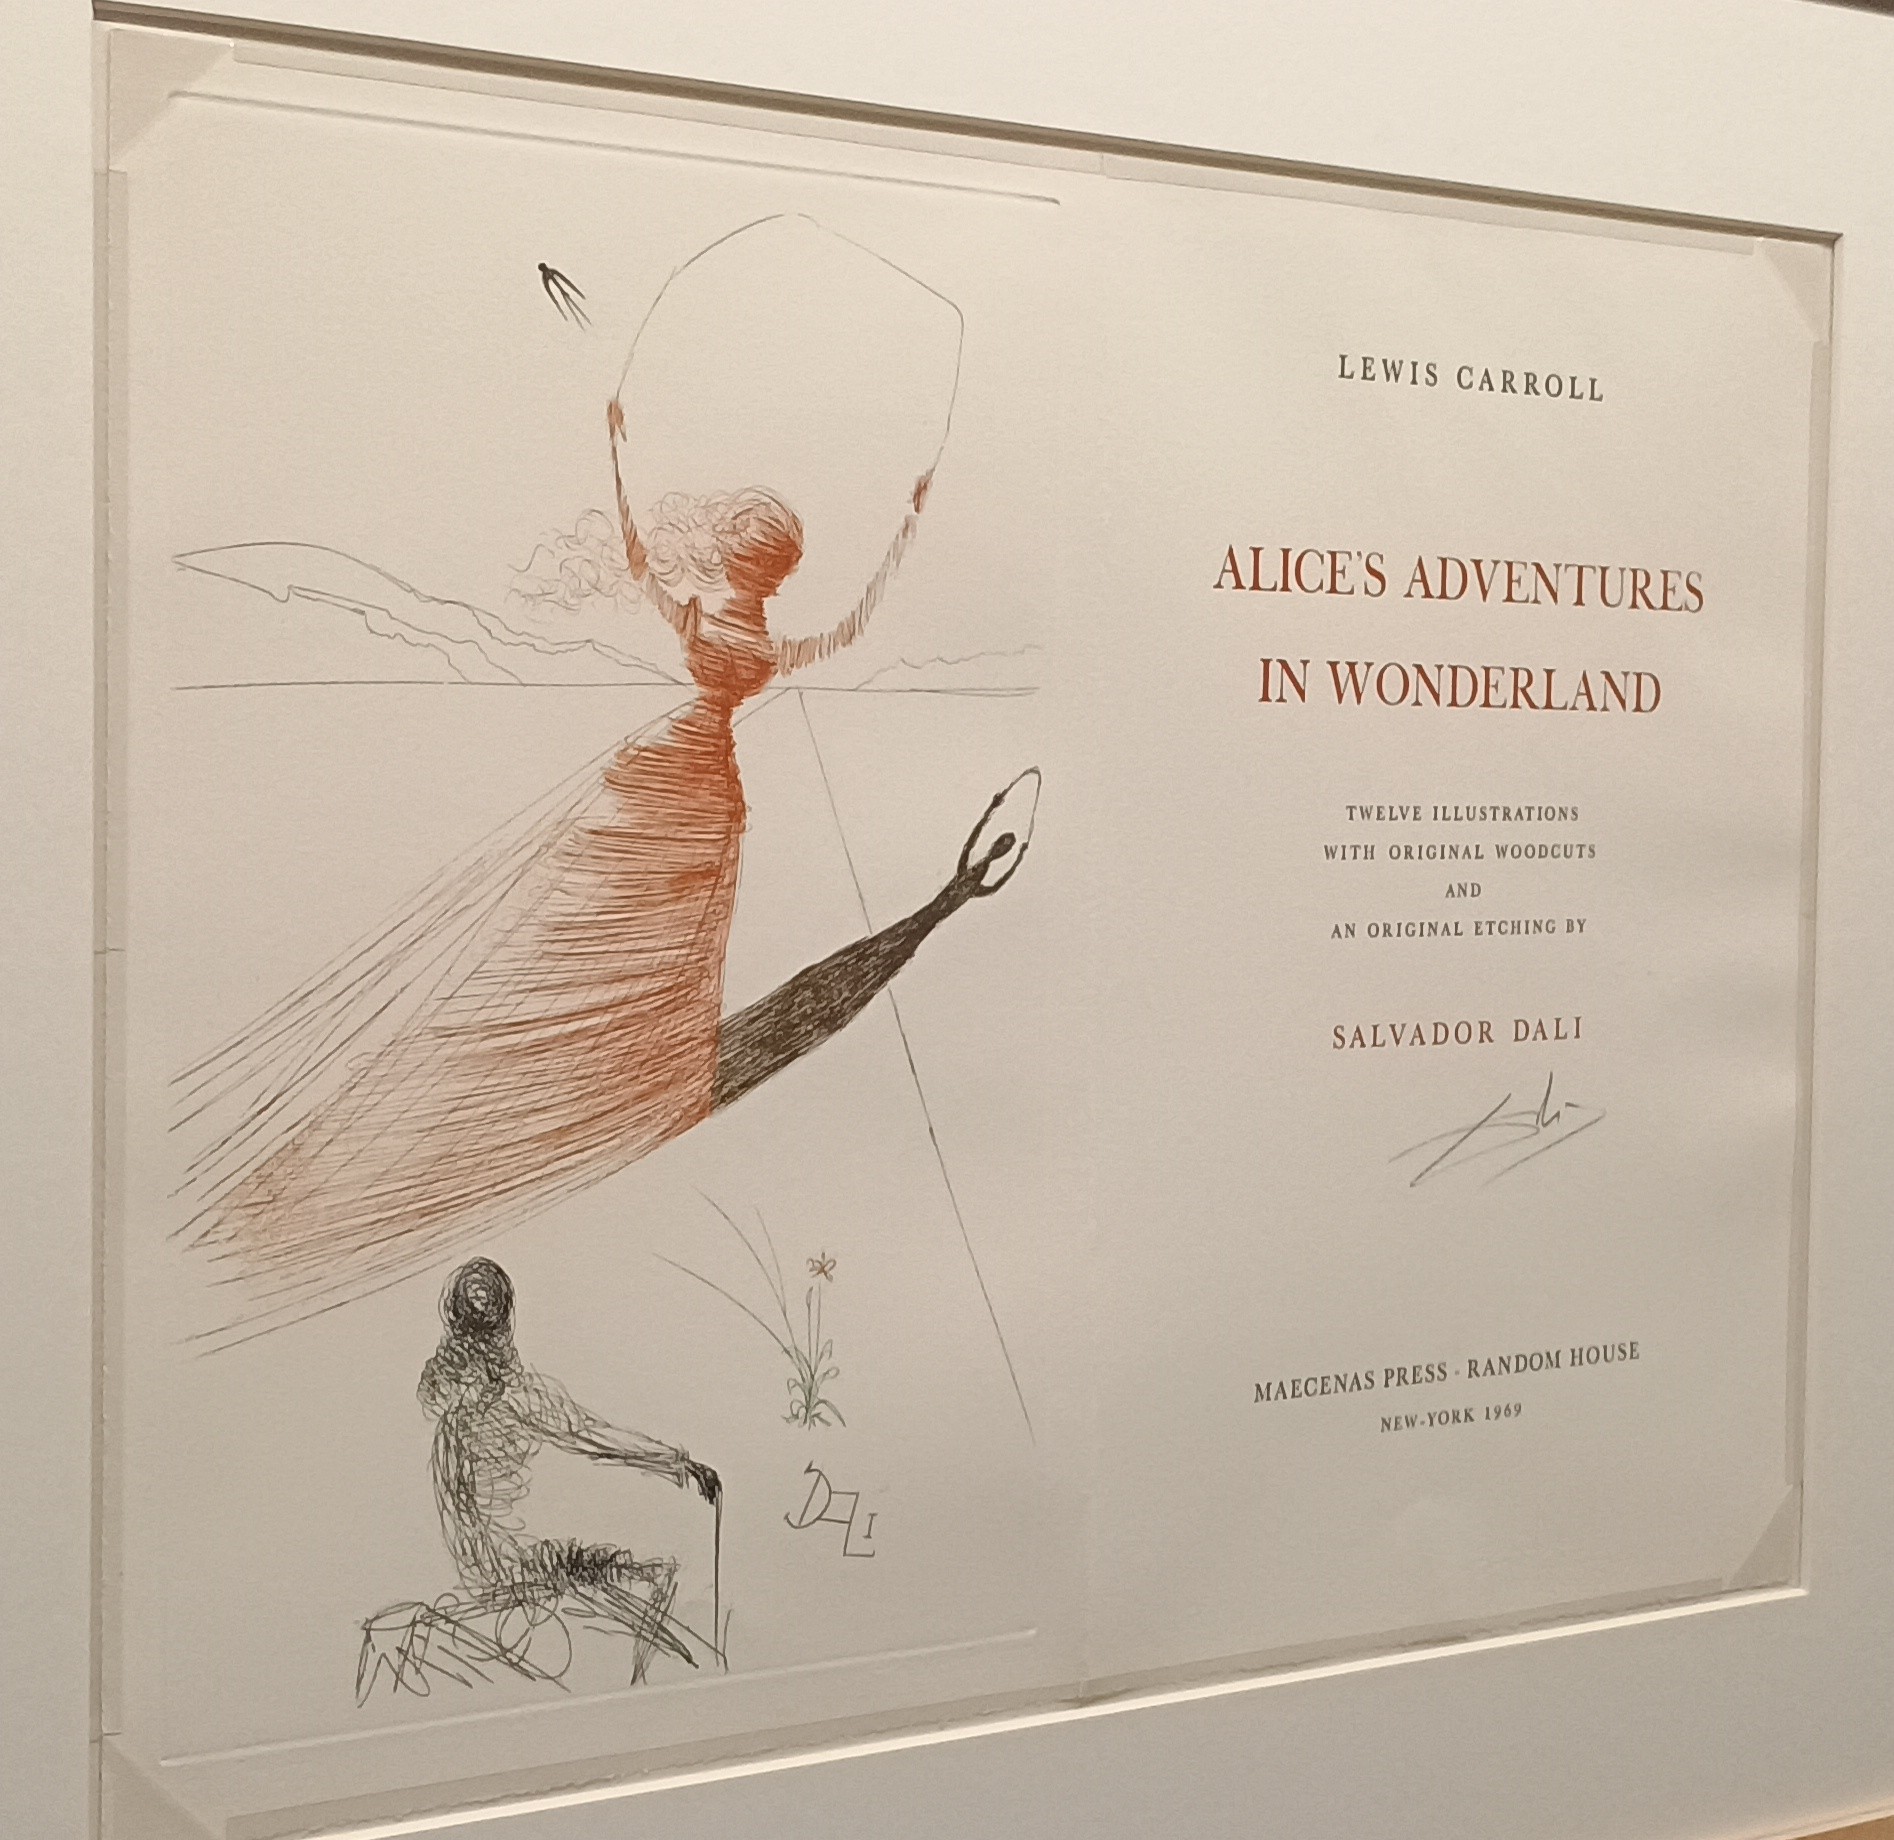 DALI
LEWIS CARROLL
ALICE'S ADVENTURES
IN WONDERLAND
TWELVE ILLUSTRATIONS
WITH ORIGINAL WOODCUTS
AND
AN ORIGINAL ETCHING BY
SALVADOR DALI
Dali
MAECENAS PRESS - RANDOM HOUSE
NEW-YORK 1969